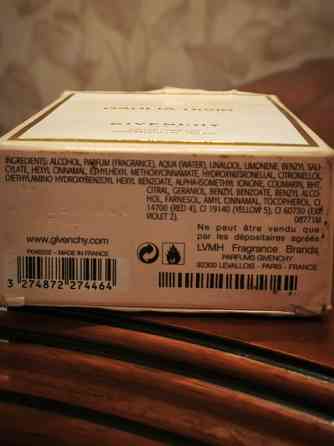 DAHLIA DIVIN
GIVENCHY
INGREDIENTS: ALCOHOL, PARFUM (FRAGRANCE), AQUA (WATER), LINALOOL, LIMONENE, BENZYL SALI-
CYLATE, HEXYL CINNAMAL, ETHYLHEXYL METHOXYCINNAMATE, HYDROXYCITRONELLAL, CITRONELLOL,
DIETHYLAMINO HYDROXYBENZOYL HEXYL BENZOATE, ALPHA-ISOMETHYL IONONE, COUMARIN, BHT,
CITRAL, GERANIOL, BENZYL BENZOATE, BENZYL ALCO-
HOL, FARNESOL, AMYL CINNAMAL, TOCOPHEROL, CI
14700 (RED 4), CI 19140 (YELLOW 5), CI 60730 (EXT.
VIOLET 2).
Ne peut être vendu que
par les dépositaires agréés
www.givenchy.com
LVMH Fragrance Brands
PARFUMS GIVENCHY
92300 LEVALLOIS - PARIS - FRANCE
MADE IN FRANCE
3 274872 274464